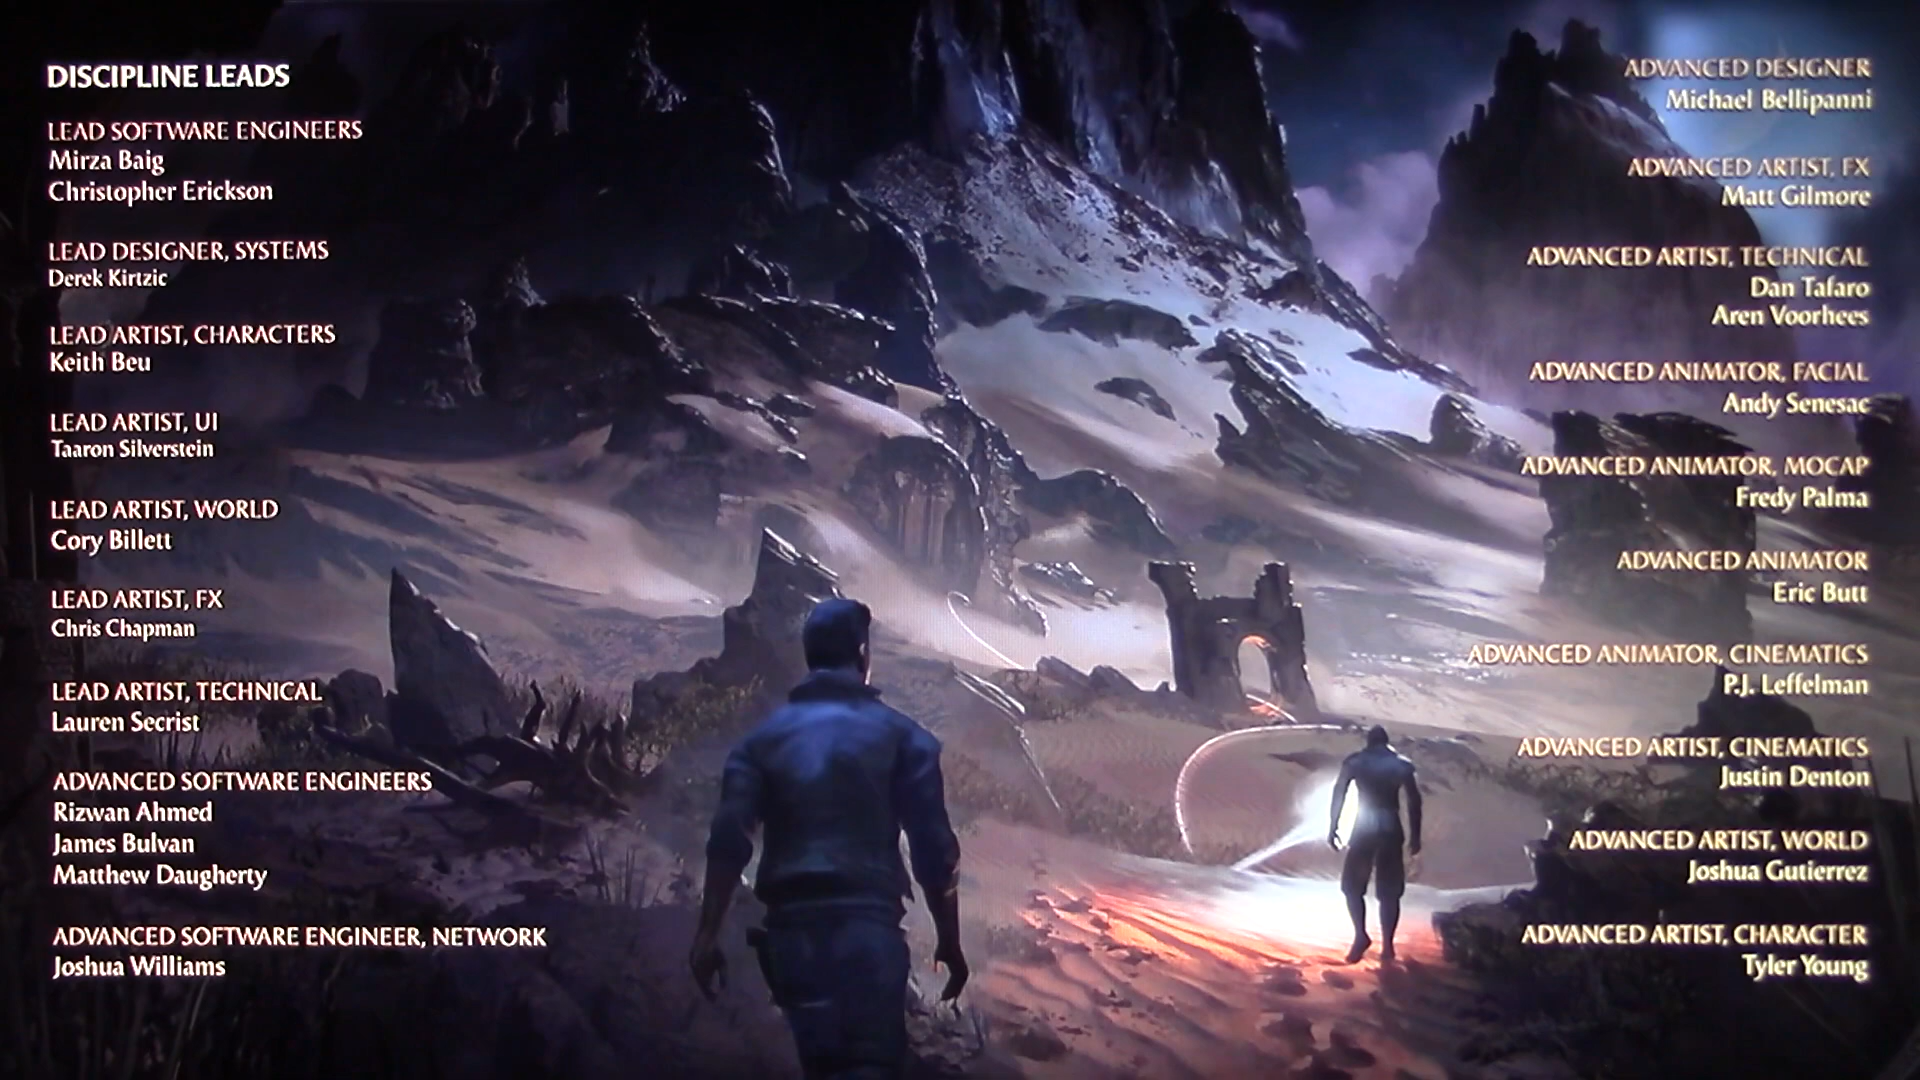 DISCIPLINE LEADS
LEAD SOFTWARE ENGINEERS
Mirza Baig
Christopher Erickson
LEAD DESIGNER, SYSTEMS
Derek Kirtzic
LEAD ARTIST, CHARACTERS
Keith Beu
LEAD ARTIST, UI
Taaron Silverstein
LEAD ARTIST, WORLD
Cory Billett
LEAD ARTIST, FX
Chris Chapman
LEAD ARTIST, TECHNICAL
Lauren Secrist
ADVANCED SOFTWARE ENGINEERS
Rizwan Ahmed
James Bulvan
Matthew Daugherty
ADVANCED SOFTWARE ENGINEER, NETWORK
Joshua Williams
ADVANCED DESIGNER
Michael Bellipanni
ADVANCED ARTIST, FX
Matt Gilmore
ADVANCED ARTIST, TECHNICAL
Dan Tafaro
Aren Voorhees
ADVANCED ANIMATOR, FACIAL
Andy Senesac
ADVANCED ANIMATOR, MOCAP
Fredy Palma
ADVANCED ANIMATOR
Eric Butt
ADVANCED ANIMATOR, CINEMATICS
P.J. Leffelman
ADVANCED ARTIST, CINEMATICS
Justin Denton
ADVANCED ARTIST, WORLD
Joshua Gutierrez
ADVANCED ARTIST, CHARACTER
Tyler Young